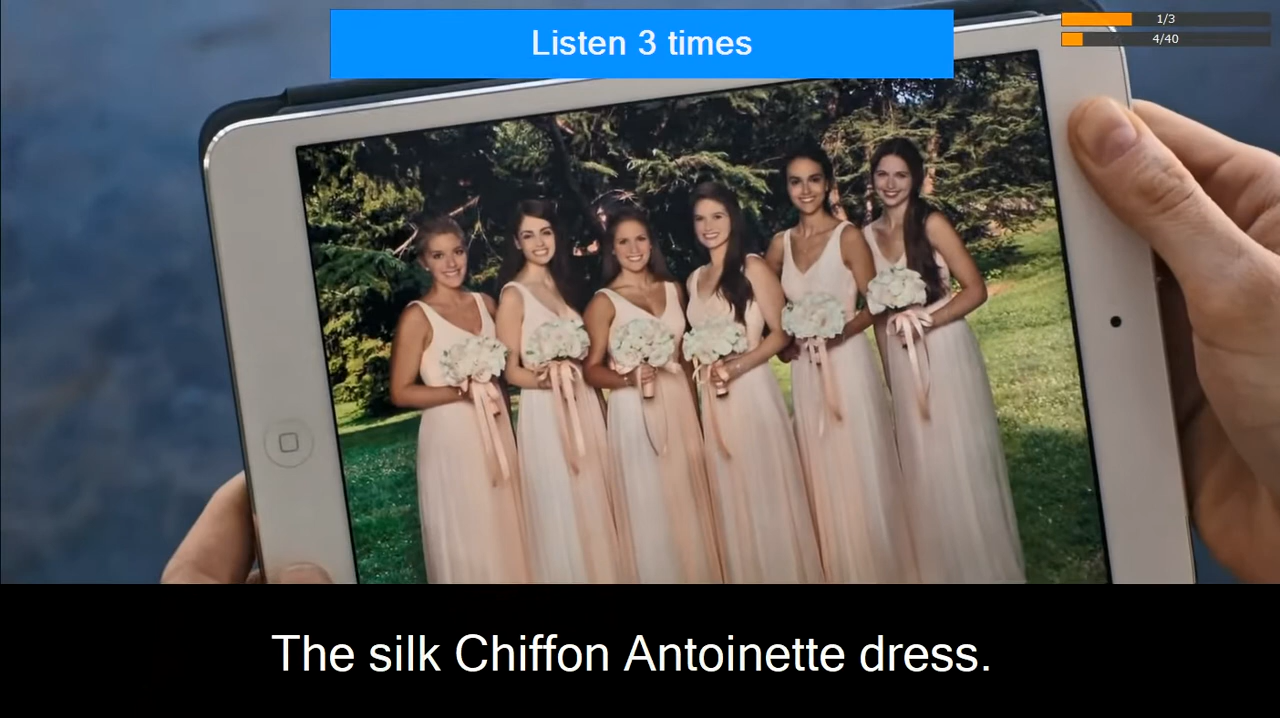 Listen 3 times
1/3
4/40
The silk Chiffon Antoinette dress.